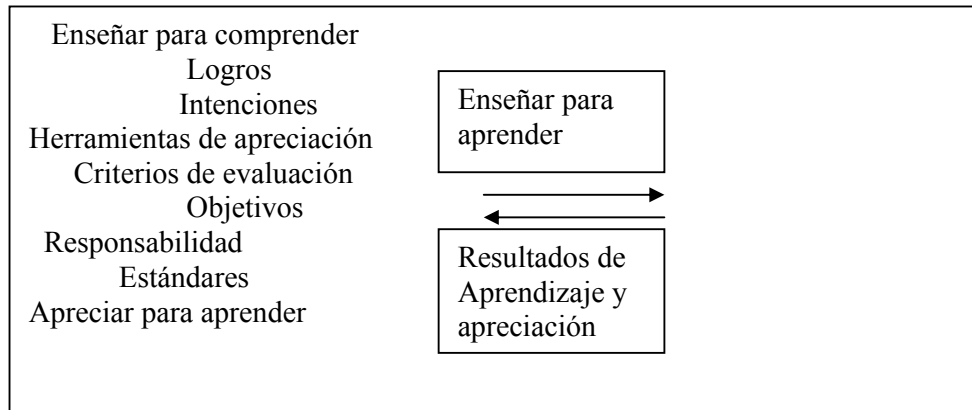 Enseñar para comprender
Logros
Intenciones
Herramientas de apreciación
Criterios de evaluación
Objetivos
Responsabilidad
Estándares
Apreciar para aprender
Enseñar para
aprender
Resultados de
Aprendizaje y
apreciación